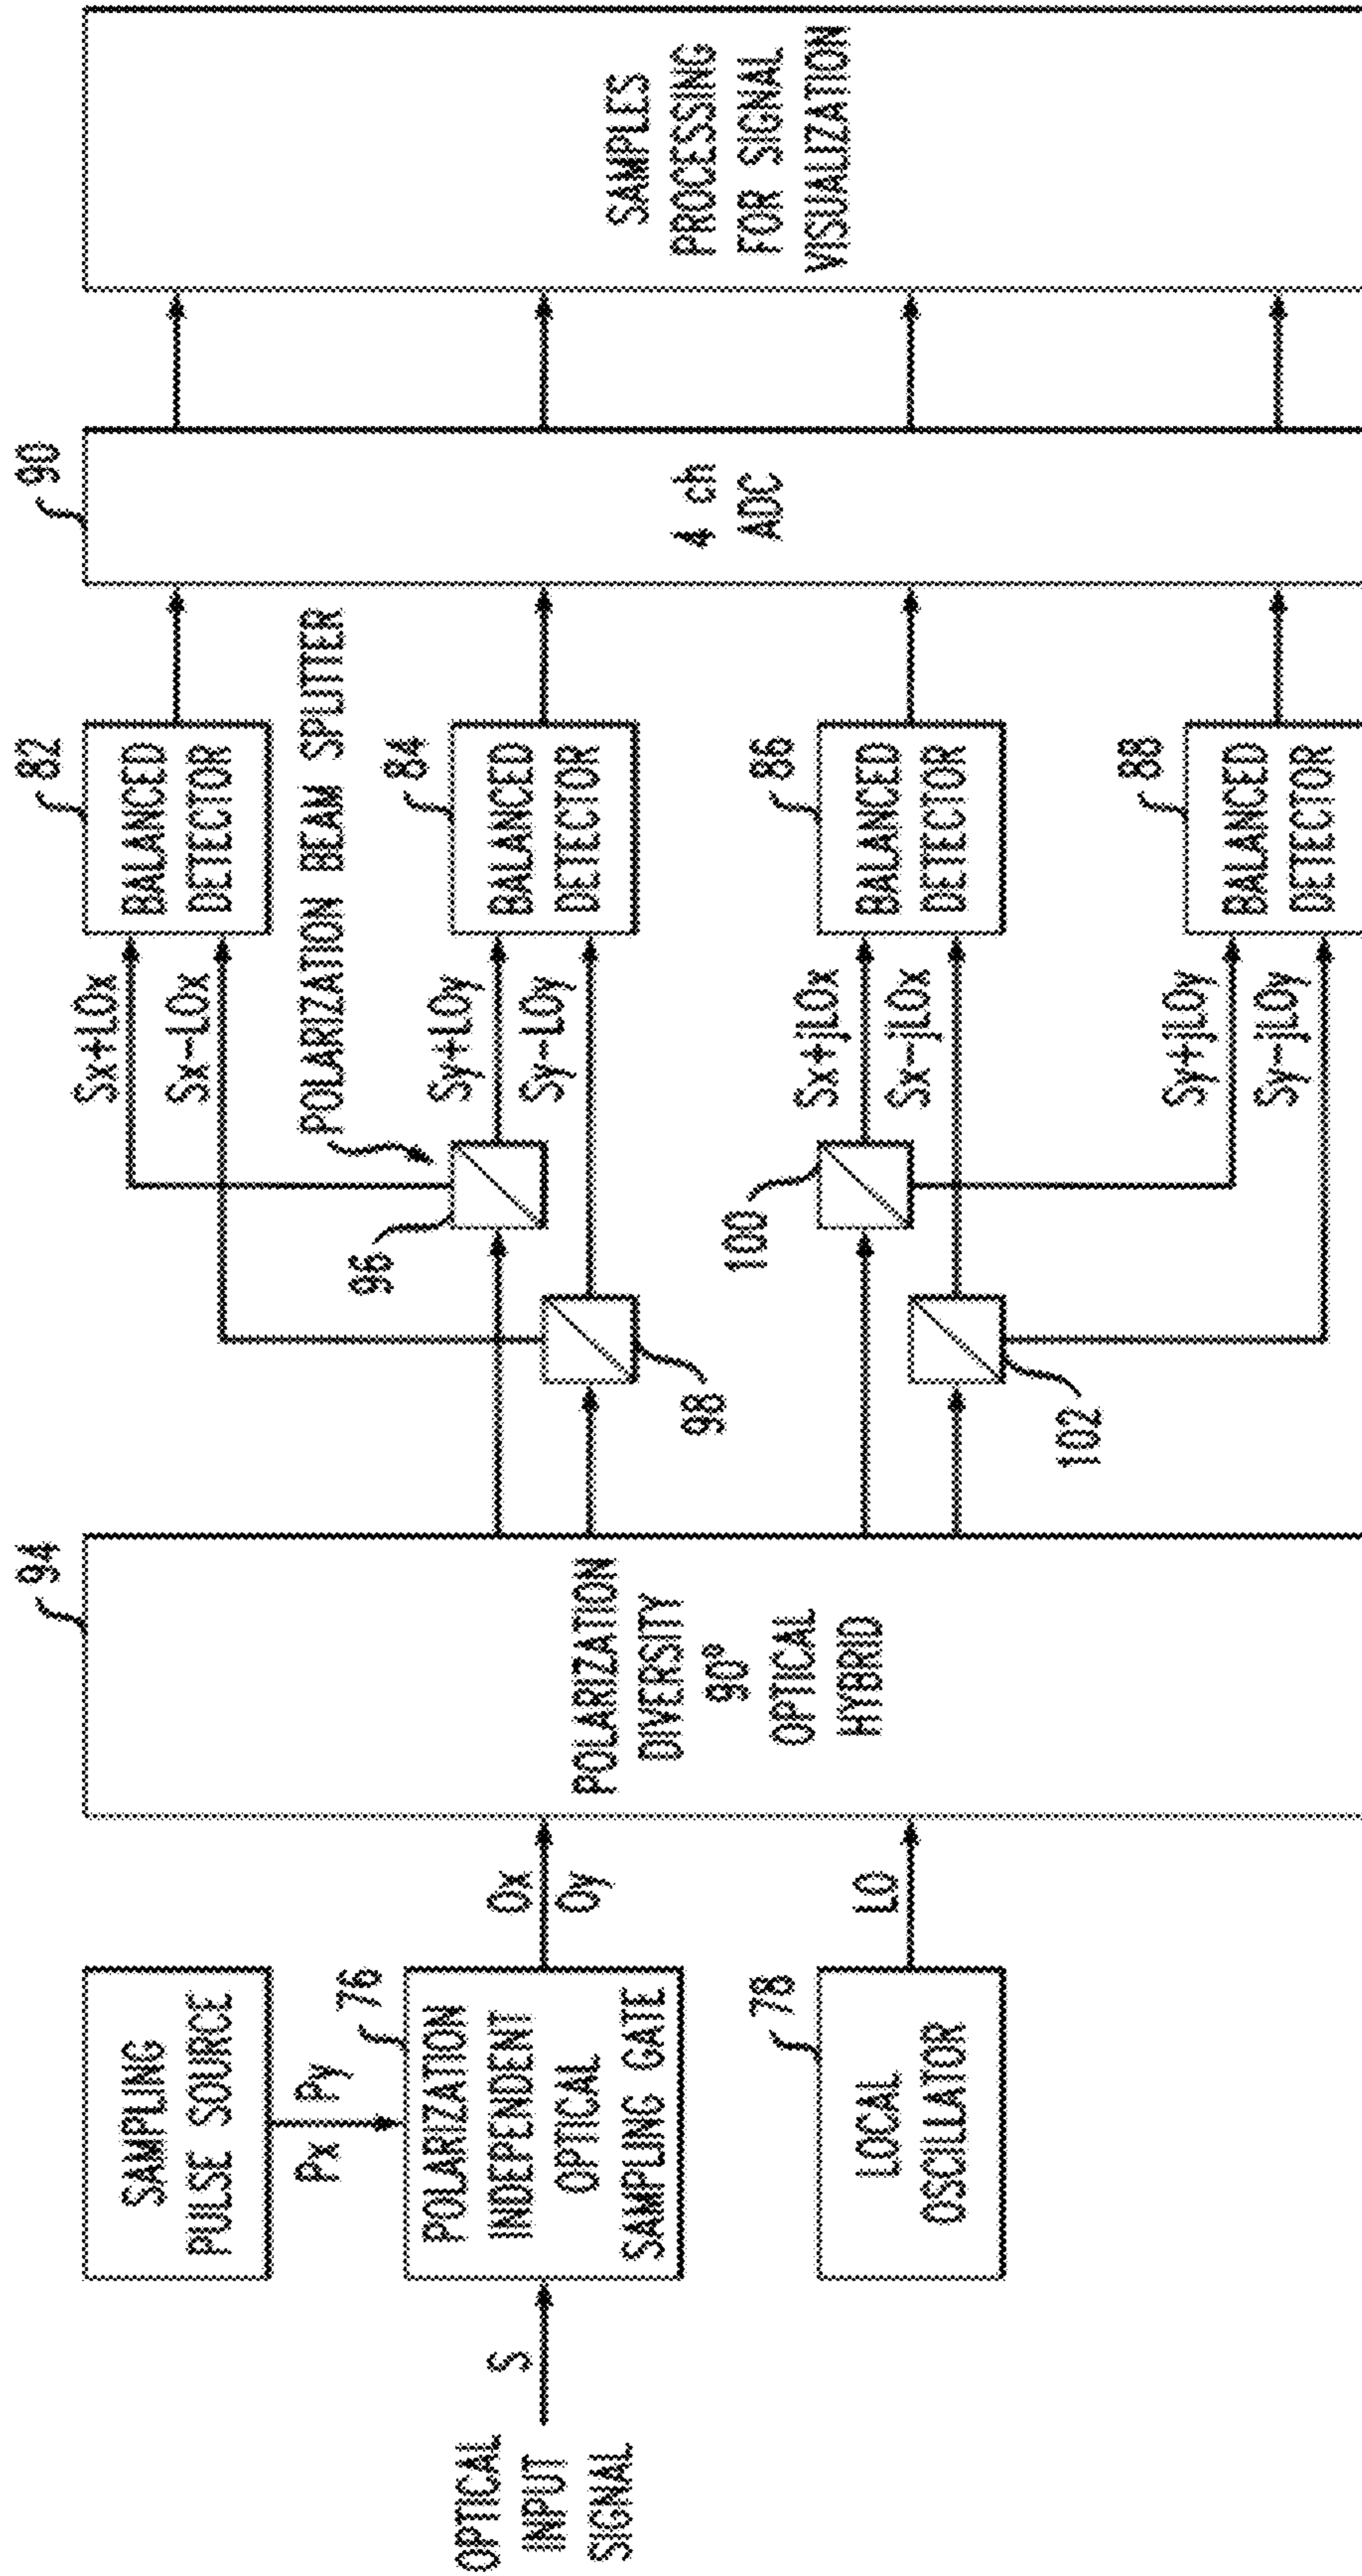 OPTICAL
INPUT
SIGNAL
S
SAMPLING
PULSE SOURCE
Px Py
76
POLARIZATION
INDEPENDENT
OPTICAL
SAMPLING GATE
78
LOCAL
OSCILLATOR
Ox
Oy
LO
94
POLARIZATION
DIVERSITY
90°
OPTICAL
HYBRID
96
98
100
102
POLARIZATION BEAM SPLITTER
Sx+LOx
Sx-LOx
Sy+LOy
Sy-LOy
Sx+jLOx
Sx-jLOx
Sy+jLOy
Sy-jLOy
82
BALANCED
DETECTOR
84
BALANCED
DETECTOR
86
BALANCED
DETECTOR
88
BALANCED
DETECTOR
90
4 ch
ADC
SAMPLES
PROCESSING
FOR SIGNAL
VISUALIZATION